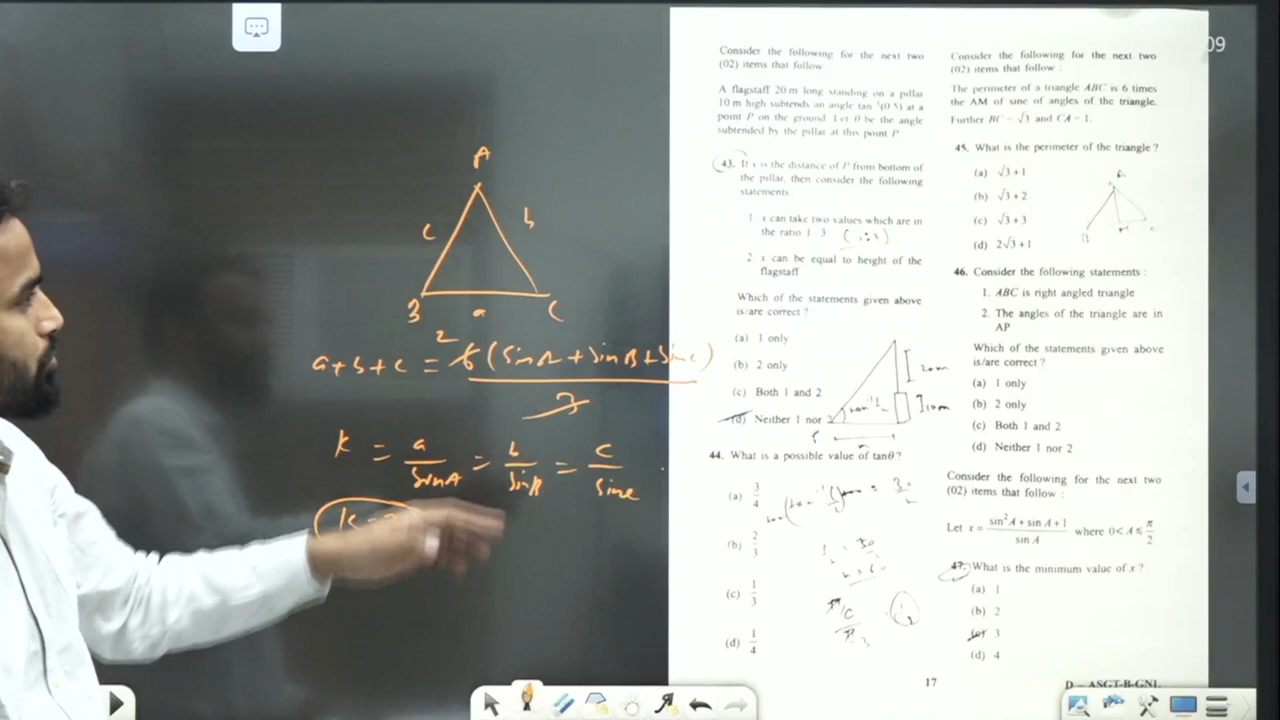 09
A
c
b
B
a
C
a+b+c = 6 2 (sinA + sinB + sinC)
3
k = a/sinA = b/sinB = c/sinC
Consider the following for the next two
(02) items that follow :
A flagstaff 20 m long standing on a pillar
10 m high subtends an angle tan⁻¹(0.5) at a
point P on the ground. Let θ be the angle
subtended by the pillar at this point P.
43. If x is the distance of P from bottom of
the pillar, then consider the following
statements
1. x can take two values which are in
the ratio 1 : 3
2. x can be equal to height of the
flagstaff
Which of the statements given above
is/are correct ?
(a) 1 only
(b) 2 only
(c) Both 1 and 2
(d) Neither 1 nor 2
20m
10m
P
44. What is a possible value of tanθ?
(a) 3/4
(b) 2/3
(c) 1/3
(d) 1/4
Consider the following for the next two
(02) items that follow :
The perimeter of a triangle ABC is 6 times
the AM of sine of angles of the triangle.
Further BC = √3 and CA = 1.
45. What is the perimeter of the triangle ?
(a) √3 + 1
(b) √3 + 2
(c) √3 + 3
(d) 2√3 + 1
A
B
46. Consider the following statements :
1. ABC is right angled triangle
2. The angles of the triangle are in
AP
Which of the statements given above
is/are correct ?
(a) 1 only
(b) 2 only
(c) Both 1 and 2
(d) Neither 1 nor 2
Consider the following for the next two
(02) items that follow :
Let x = (sin² A + sin A + 1)/sin A where 0 < A ≤ π/2
47. What is the minimum value of x ?
(a) 1
(b) 2
(c) 3
(d) 4
17
D – ASGT-B-GNL